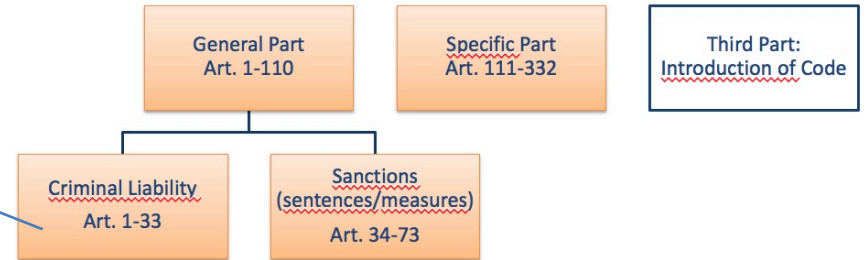 General Part
Art. 1-110
Specific Part
Art. 111-332
Third Part:
Introduction of Code
Criminal Liability
Art. 1-33
Sanctions
(sentences/measures)
Art. 34-73